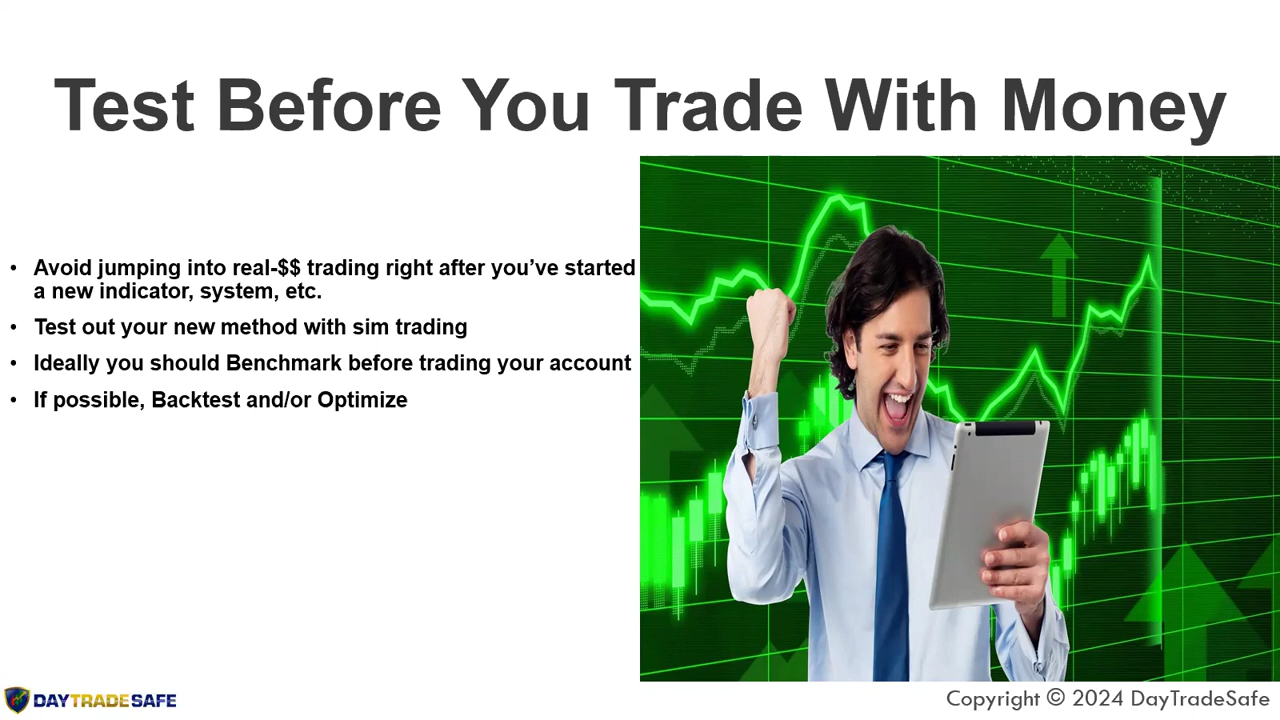 Test Before You Trade With Money
• Avoid jumping into real-$$ trading right after you’ve started
a new indicator, system, etc.
• Test out your new method with sim trading
• Ideally you should Benchmark before trading your account
• If possible, Backtest and/or Optimize
DAYTRADESAFE
Copyright © 2024 DayTradeSafe